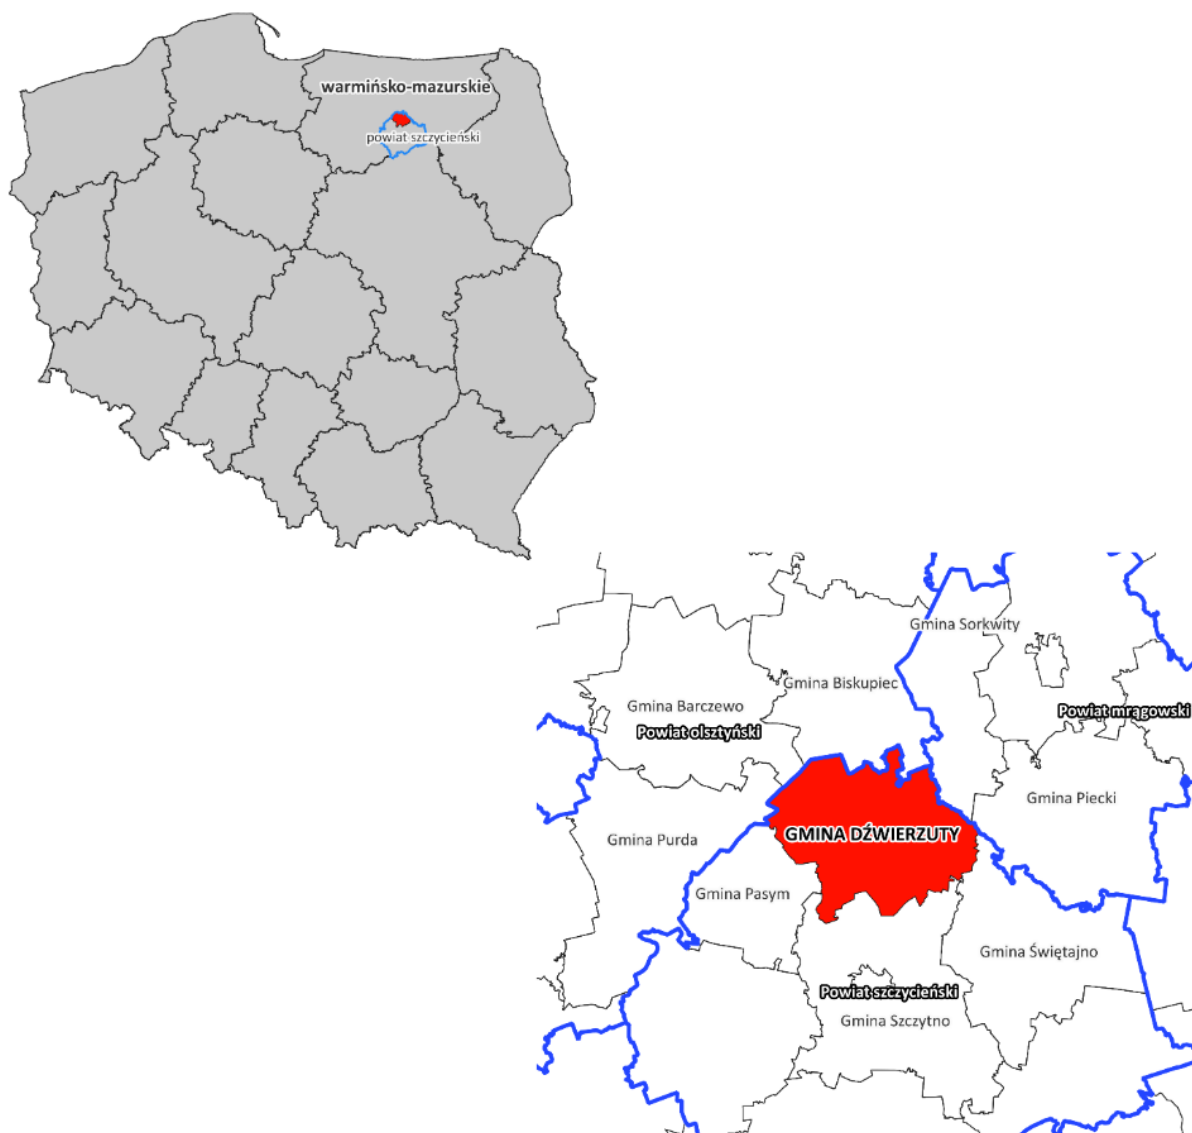 warmińsko-mazurskie
powiat szczycieński
Gmina Sorkwity
Gmina Biskupiec
Gmina Barczewo
Powiat mrągowski
Powiat olsztyński
Gmina Piecki
GMINA DŹWIERZUTY
Gmina Purda
Gmina Pasym
Gmina Świętajno
Powiat szczycieński
Gmina Szczytno